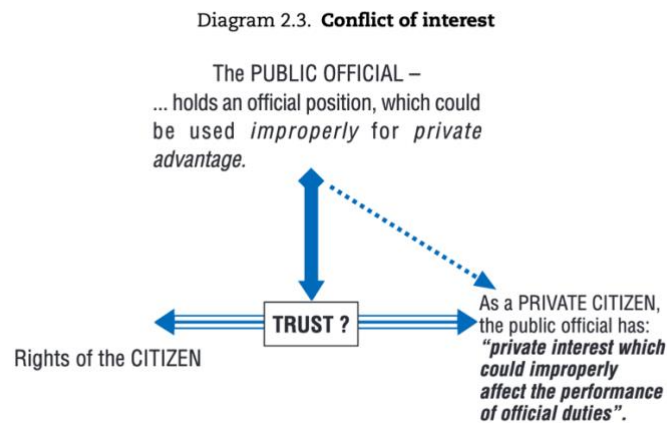 Diagram 2.3. Conflict of interest
The PUBLIC OFFICIAL –
... holds an official position, which could
be used improperly for private
advantage.
TRUST ?
Rights of the CITIZEN
As a PRIVATE CITIZEN,
the public official has:
“private interest which
could improperly
affect the performance
of official duties”.